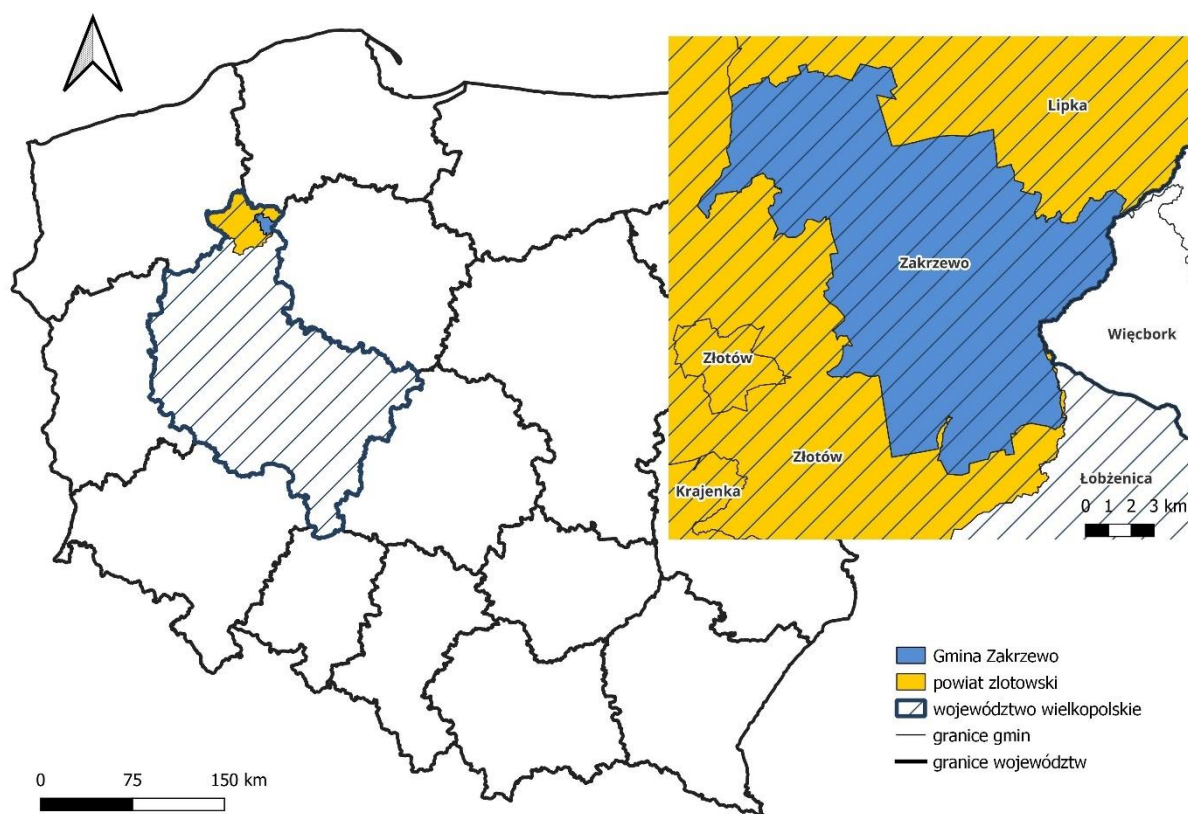 Lipka
Zakrzewo
Więcbork
Złotów
Złotów
Krajenka
Łobżenica
0 1 2 3 km
Gmina Zakrzewo
powiat zlotowski
województwo wielkopolskie
granice gmin
granice województw
0 75 150 km